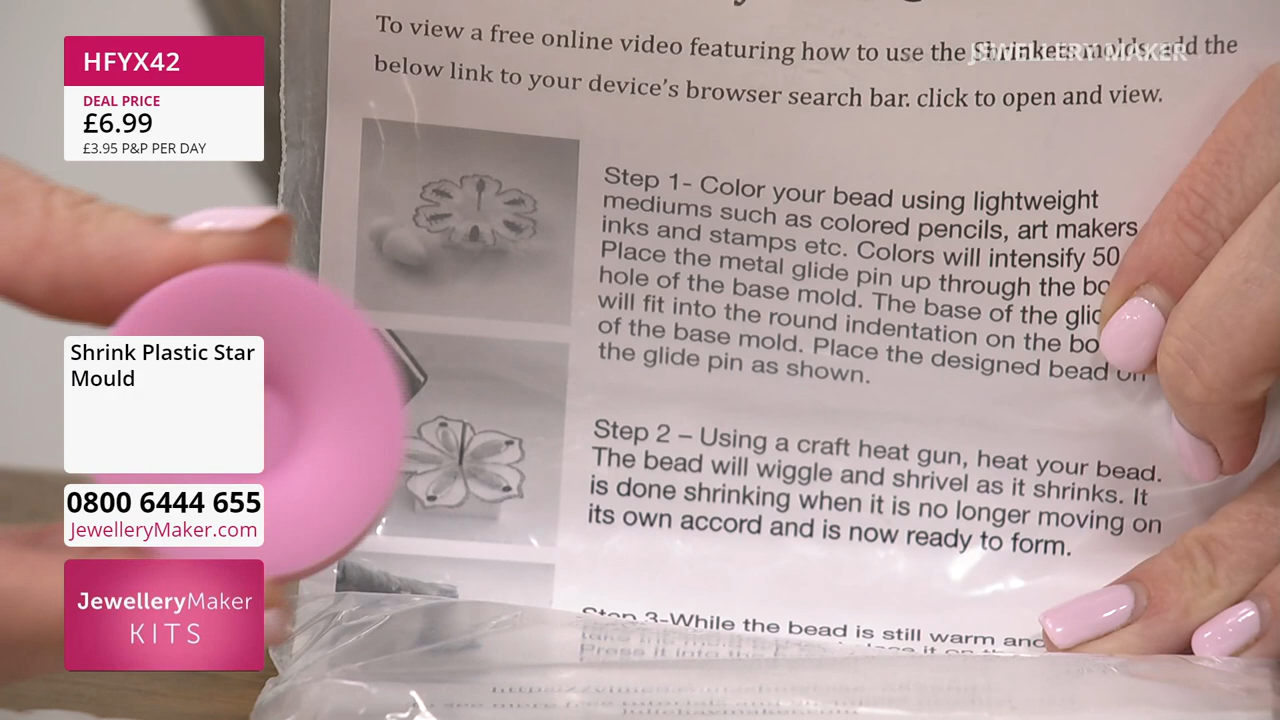 HFYX42
DEAL PRICE
£6.99
£3.95 P&P PER DAY
Shrink Plastic Star
Mould
0800 6444 655
JewelleryMaker.com
JewelleryMaker
KITS
JEWELLERY MAKER
To view a free online video featuring how to use the Shrinkets molds, add the
below link to your device's browser search bar. click to open and view.
Step 1- Color your bead using lightweight
mediums such as colored pencils, art makers
inks and stamps etc. Colors will intensify 50
Place the metal glide pin up through the bo
hole of the base mold. The base of the glid
will fit into the round indentation on the bo
of the base mold. Place the designed bead on
the glide pin as shown.
Step 2 – Using a craft heat gun, heat your bead.
The bead will wiggle and shrivel as it shrinks. It
is done shrinking when it is no longer moving on
its own accord and is now ready to form.
Step 3-While the bead is still warm and
Press it into the